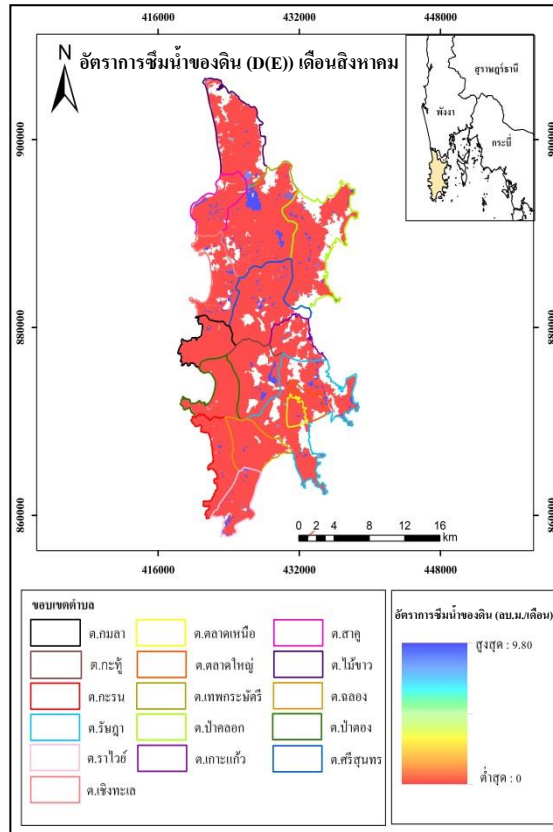 416000 432000 448000
N
อัตราการซึมน้ำของดิน (D(E)) เดือนสิงหาคม
สุราษฎร์ธานี
พังงา
กระบี่
900000 900000
880000 880000
860000 860000
0 2 4 8 12 16
km
416000 432000 448000
ขอบเขตตำบล
ต.กมลา ต.ตลาดเหนือ ต.สาคู
ต.กะทู้ ต.ตลาดใหญ่ ต.ไม้ขาว
ต.กะรน ต.เทพกระษัตรี ต.ฉลอง
ต.รัษฎา ต.ป่าคลอก ต.ป่าตอง
ต.ราไวย์ ต.เกาะแก้ว ต.ศรีสุนทร
ต.เชิงทะเล
อัตราการซึมน้ำของดิน (ลบ.ม./เดือน)
สูงสุด : 9.80
ต่ำสุด : 0